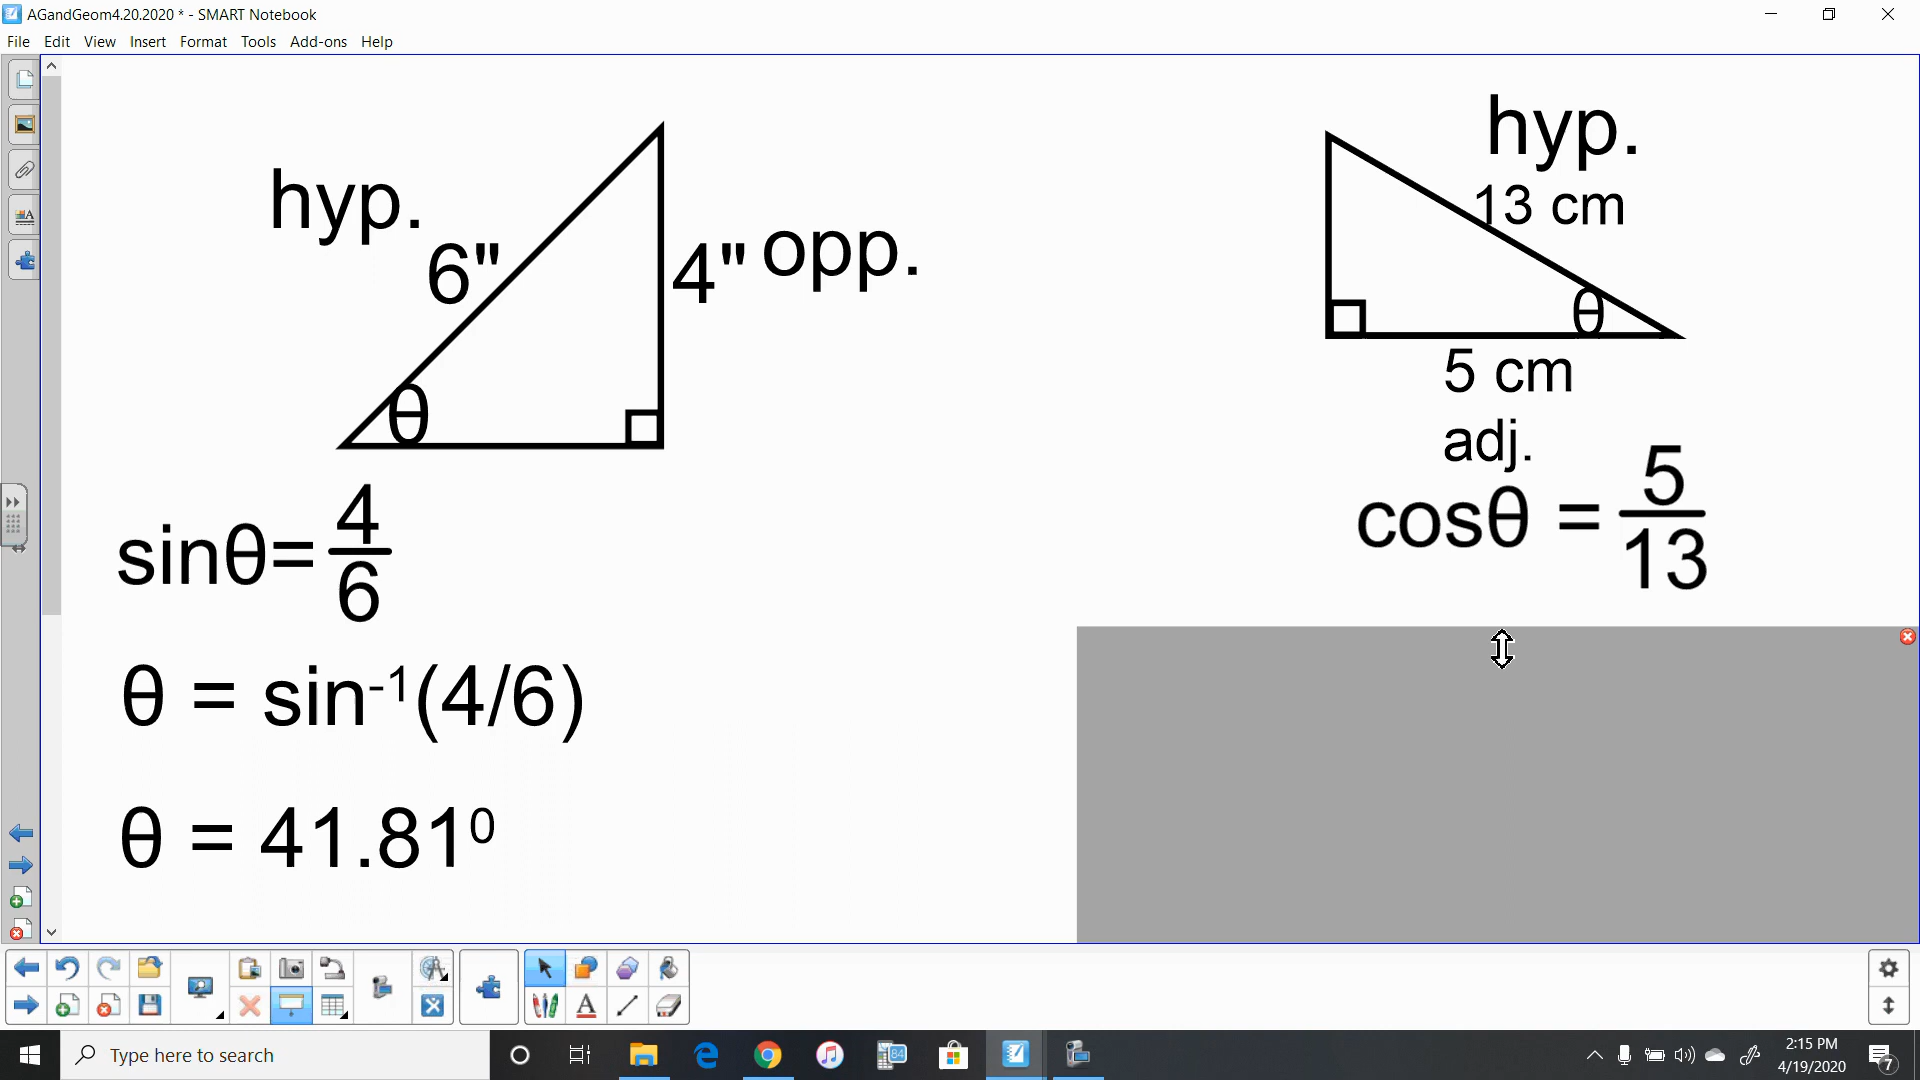 AGandGeom4.20.2020 * - SMART Notebook
File Edit View Insert Format Tools Add-ons Help
hyp.
6"
4" opp.
θ
sinθ= 4/6
θ = sin⁻¹(4/6)
θ = 41.81⁰
hyp.
13 cm
θ
5 cm
adj.
cosθ = 5/13
Type here to search
84
2:15 PM
4/19/2020
7